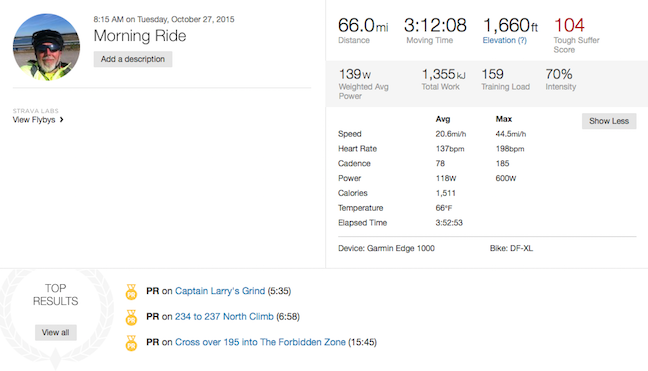 8:15 AM on Tuesday, October 27, 2015
Morning Ride
Add a description
STRAVA LABS
View Flybys
66.0mi
Distance
3:12:08
Moving Time
1,660ft
Elevation (?)
104
Tough Suffer
Score
139W
Weighted Avg
Power
1,355kJ
Total Work
159
Training Load
70%
Intensity
Avg Max
Show Less
Speed 20.6mi/h 44.5mi/h
Heart Rate 137bpm 198bpm
Cadence 78 185
Power 118W 600W
Calories 1,511
Temperature 66°F
Elapsed Time 3:52:53
Device: Garmin Edge 1000 Bike: DF-XL
TOP
RESULTS
View all
PR
PR on Captain Larry's Grind (5:35)
PR
PR on 234 to 237 North Climb (6:58)
PR
PR on Cross over 195 into The Forbidden Zone (15:45)